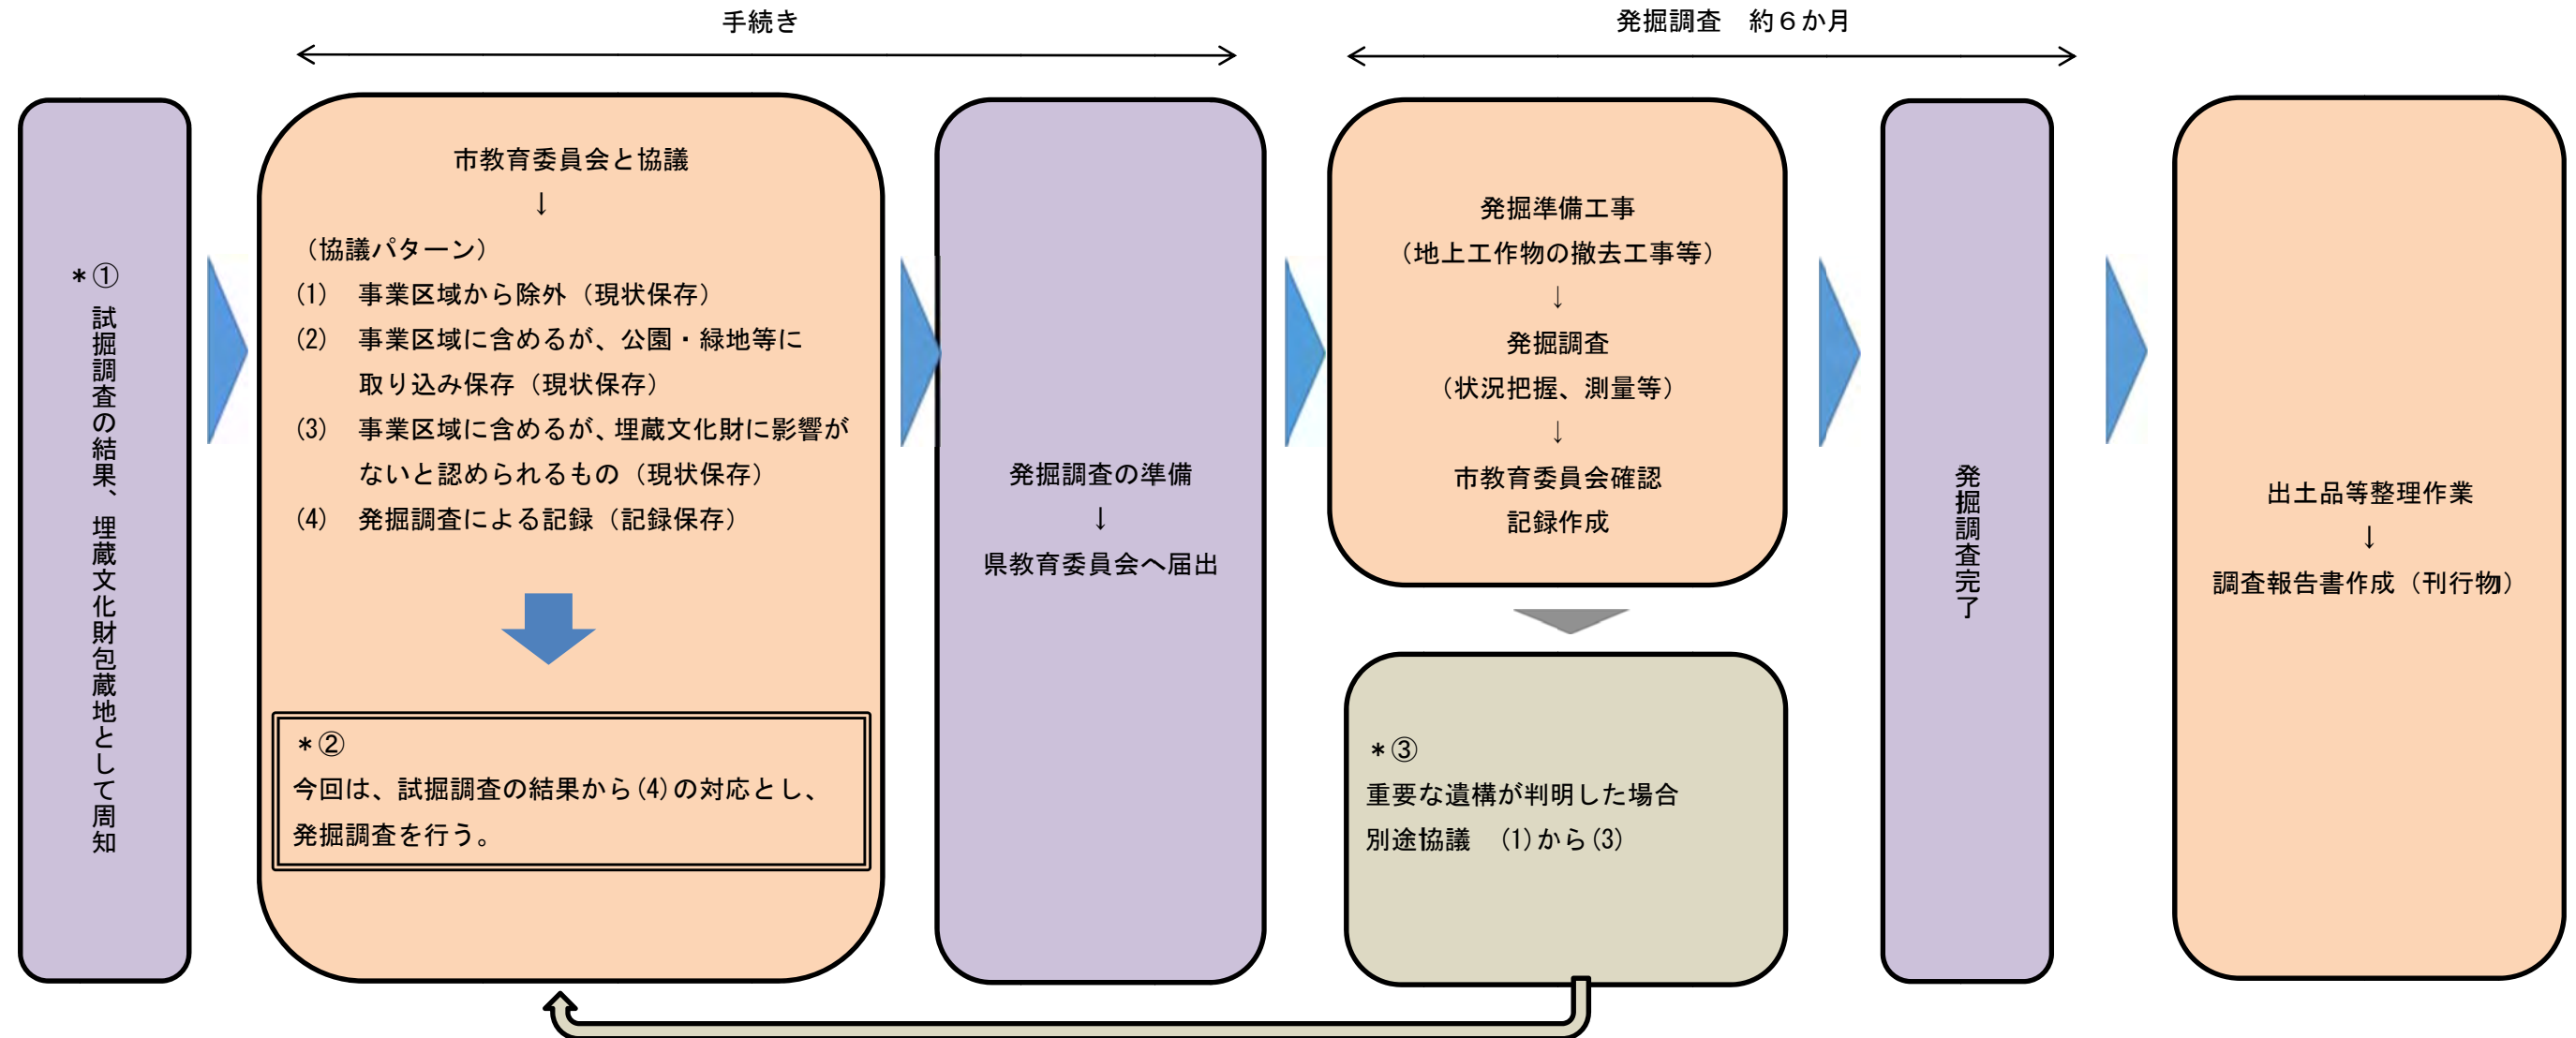 手続き
発掘調査　約６か月
＊①
試掘調査の結果、埋蔵文化財包蔵地として周知
市教育委員会と協議
↓
（協議パターン）
(1)　事業区域から除外（現状保存）
(2)　事業区域に含めるが、公園・緑地等に
取り込み保存（現状保存）
(3)　事業区域に含めるが、埋蔵文化財に影響が
ないと認められるもの（現状保存）
(4)　発掘調査による記録（記録保存）
＊②
今回は、試掘調査の結果から(4)の対応とし、
発掘調査を行う。
発掘調査の準備
↓
県教育委員会へ届出
発掘準備工事
（地上工作物の撤去工事等）
↓
発掘調査
（状況把握、測量等）
↓
市教育委員会確認
記録作成
＊③
重要な遺構が判明した場合
別途協議　(1)から(3)
発掘調査完了
出土品等整理作業
↓
調査報告書作成（刊行物）